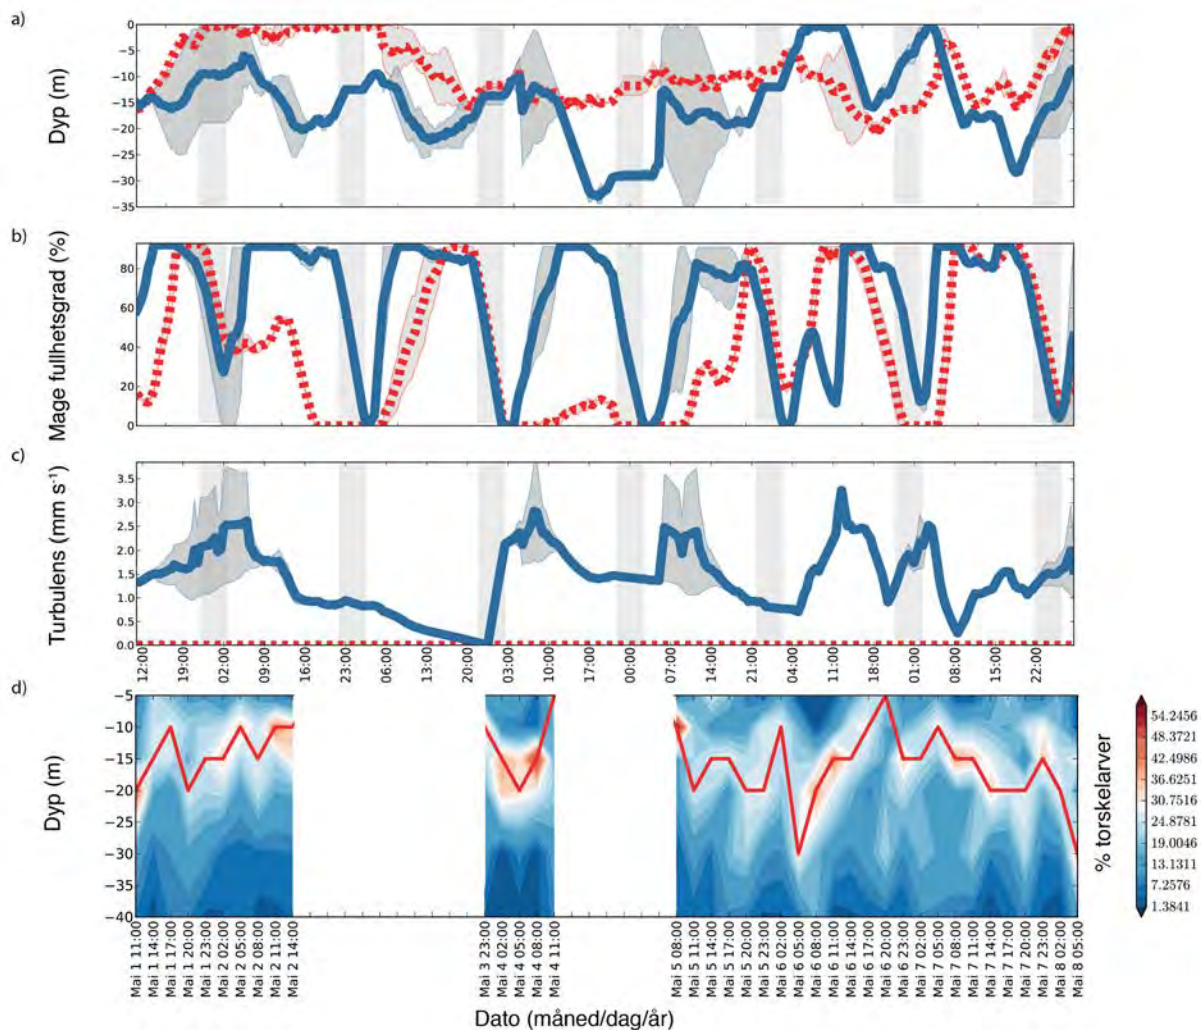 a)
Dyp (m)
0
−5
−10
−15
−20
−25
−30
−35
b)
Mage fullhetsgrad (%)
80
60
40
20
0
c)
Turbulens (mm s⁻¹)
3.5
3.0
2.5
2.0
1.5
1.0
0.5
0.0
12:00
19:00
02:00
09:00
16:00
23:00
06:00
13:00
20:00
03:00
10:00
17:00
00:00
07:00
14:00
21:00
04:00
11:00
18:00
01:00
08:00
15:00
22:00
d)
Dyp (m)
−5
−10
−15
−20
−25
−30
−35
−40
% torskelarver
54.2456
48.3721
42.4986
36.6251
30.7516
24.8781
19.0046
13.1311
7.2576
1.3841
Mai 1 11:00
Mai 1 14:00
Mai 1 17:00
Mai 1 20:00
Mai 1 23:00
Mai 2 02:00
Mai 2 05:00
Mai 2 08:00
Mai 2 11:00
Mai 2 14:00
Mai 3 23:00
Mai 4 02:00
Mai 4 05:00
Mai 4 08:00
Mai 4 11:00
Mai 5 08:00
Mai 5 11:00
Mai 5 14:00
Mai 5 17:00
Mai 5 20:00
Mai 5 23:00
Mai 6 02:00
Mai 6 05:00
Mai 6 08:00
Mai 6 11:00
Mai 6 14:00
Mai 6 17:00
Mai 6 20:00
Mai 6 23:00
Mai 7 02:00
Mai 7 05:00
Mai 7 08:00
Mai 7 11:00
Mai 7 14:00
Mai 7 17:00
Mai 7 20:00
Mai 7 23:00
Mai 8 02:00
Mai 8 05:00
Dato (måned/dag/år)